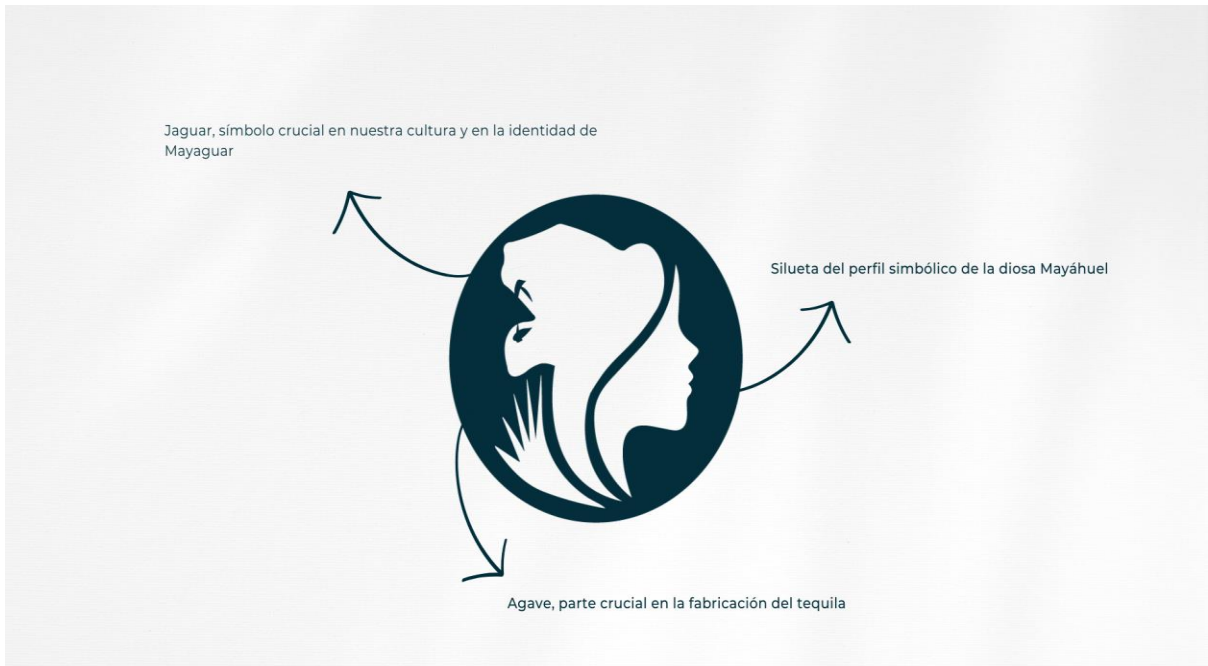 Jaguar, símbolo crucial en nuestra cultura y en la identidad de
Mayaguar
Silueta del perfil simbólico de la diosa Mayáhuel
Agave, parte crucial en la fabricación del tequila